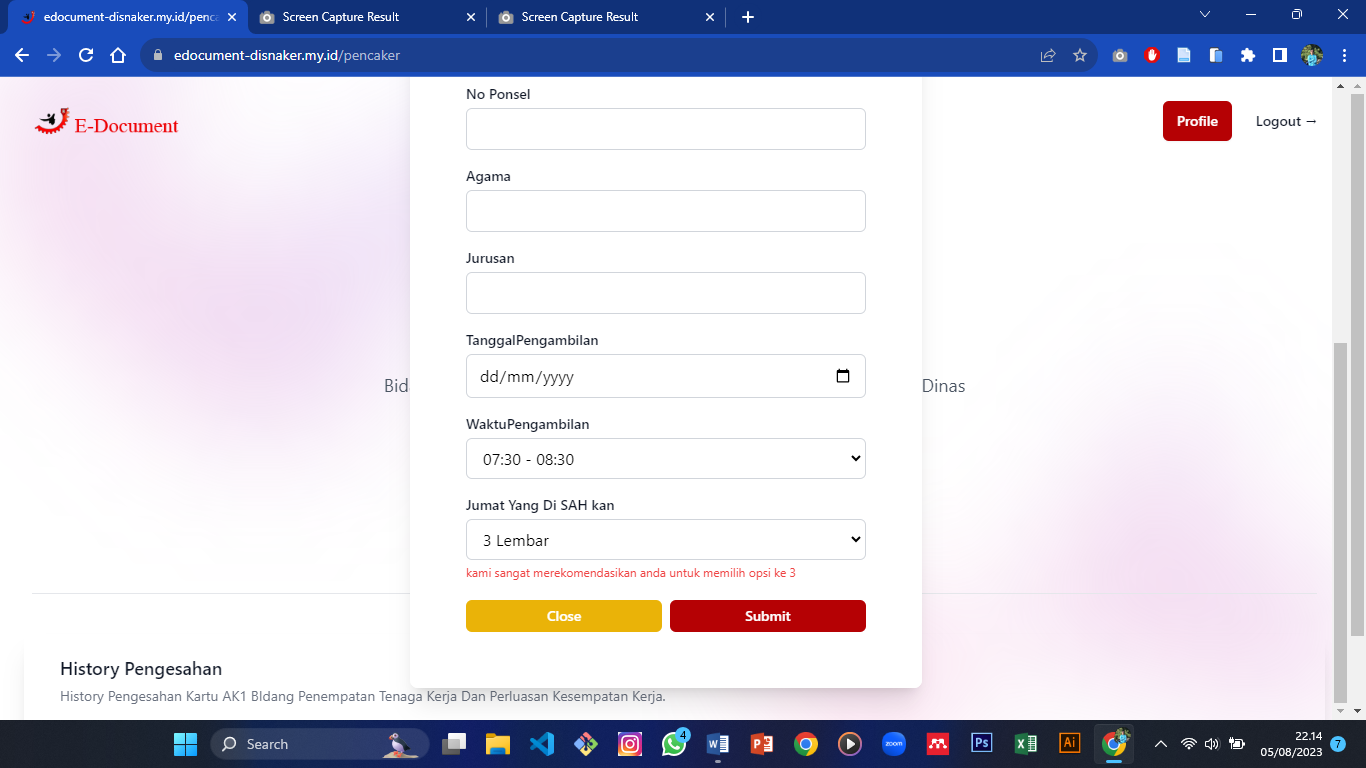 edocument-disnaker.my.id/penca
Screen Capture Result
Screen Capture Result
edocument-disnaker.my.id/pencaker
E-Document
Profile
Logout →
No Ponsel
Agama
Jurusan
TanggalPengambilan
dd/mm/yyyy
Bid
Dinas
WaktuPengambilan
07:30 - 08:30
Jumat Yang Di SAH kan
3 Lembar
kami sangat merekomendasikan anda untuk memilih opsi ke 3
Close
Submit
History Pengesahan
History Pengesahan Kartu AK1 BIdang Penempatan Tenaga Kerja Dan Perluasan Kesempatan Kerja.
Search
4
zoom
Ps
Ai
22.14
05/08/2023
7